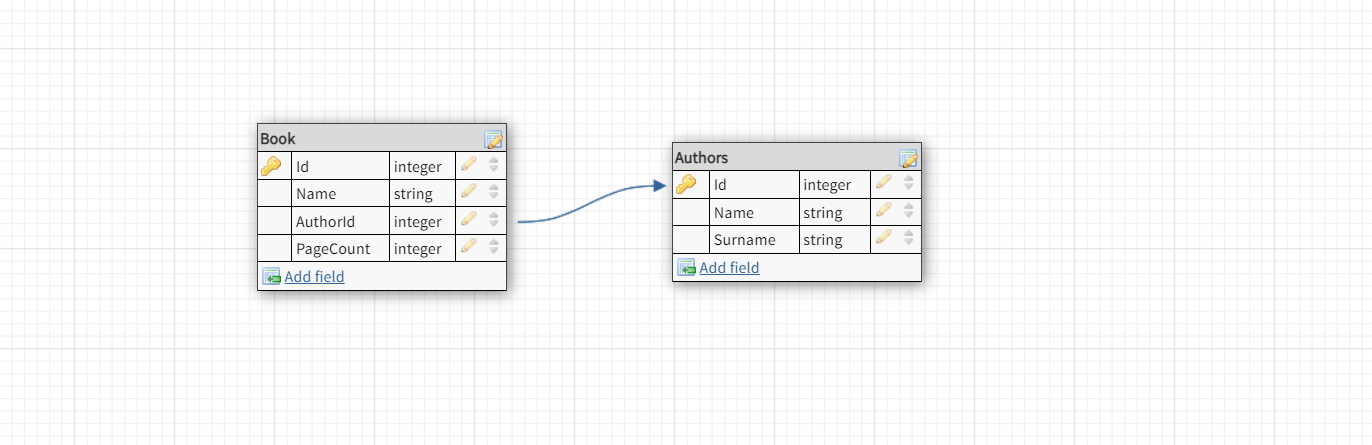 Book
Id integer
Name string
AuthorId integer
PageCount integer
Add field
Authors
Id integer
Name string
Surname string
Add field